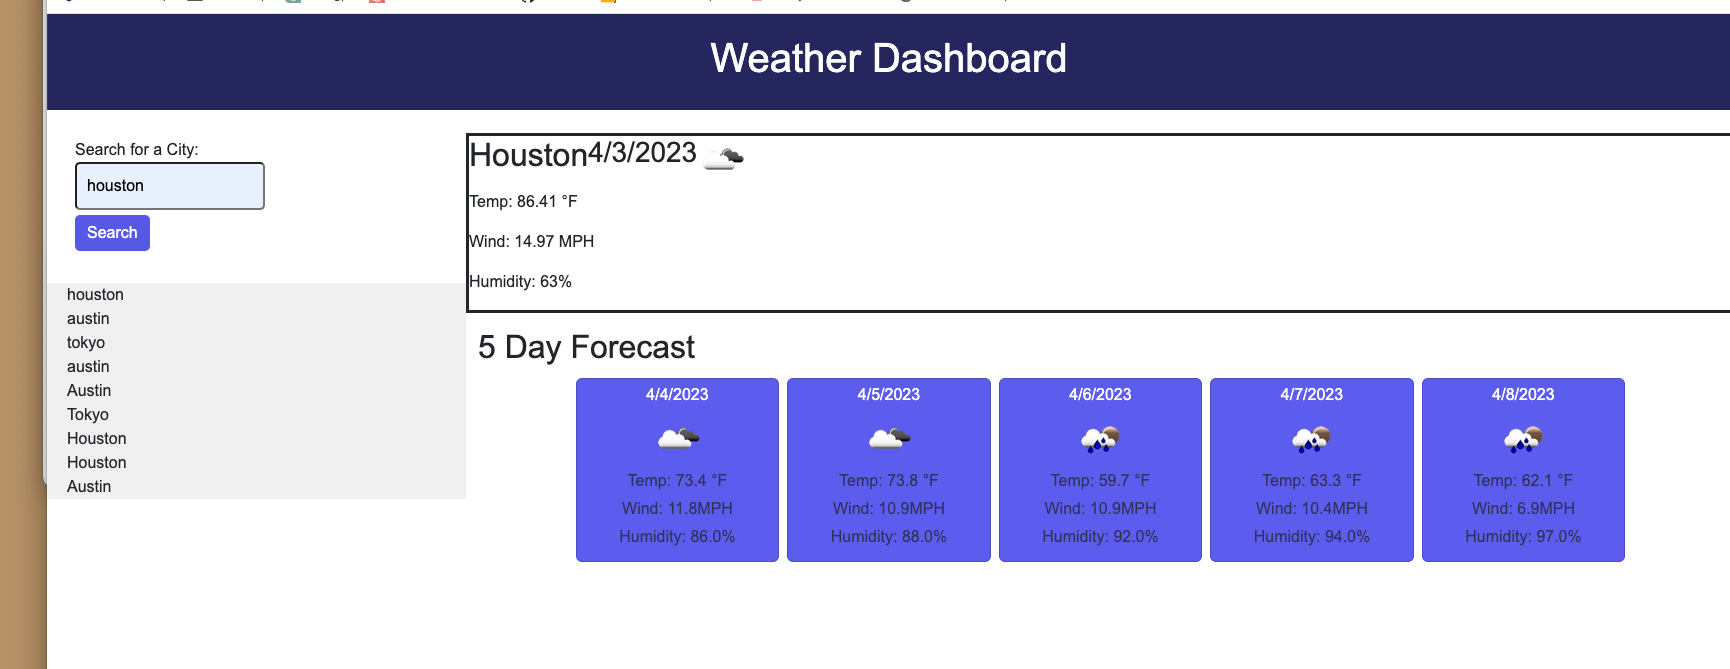 Weather Dashboard
Search for a City:
houston
Search
houston
austin
tokyo
austin
Austin
Tokyo
Houston
Houston
Austin
Houston4/3/2023
Temp: 86.41 °F
Wind: 14.97 MPH
Humidity: 63%
5 Day Forecast
4/4/2023
Temp: 73.4 °F
Wind: 11.8MPH
Humidity: 86.0%
4/5/2023
Temp: 73.8 °F
Wind: 10.9MPH
Humidity: 88.0%
4/6/2023
Temp: 59.7 °F
Wind: 10.9MPH
Humidity: 92.0%
4/7/2023
Temp: 63.3 °F
Wind: 10.4MPH
Humidity: 94.0%
4/8/2023
Temp: 62.1 °F
Wind: 6.9MPH
Humidity: 97.0%